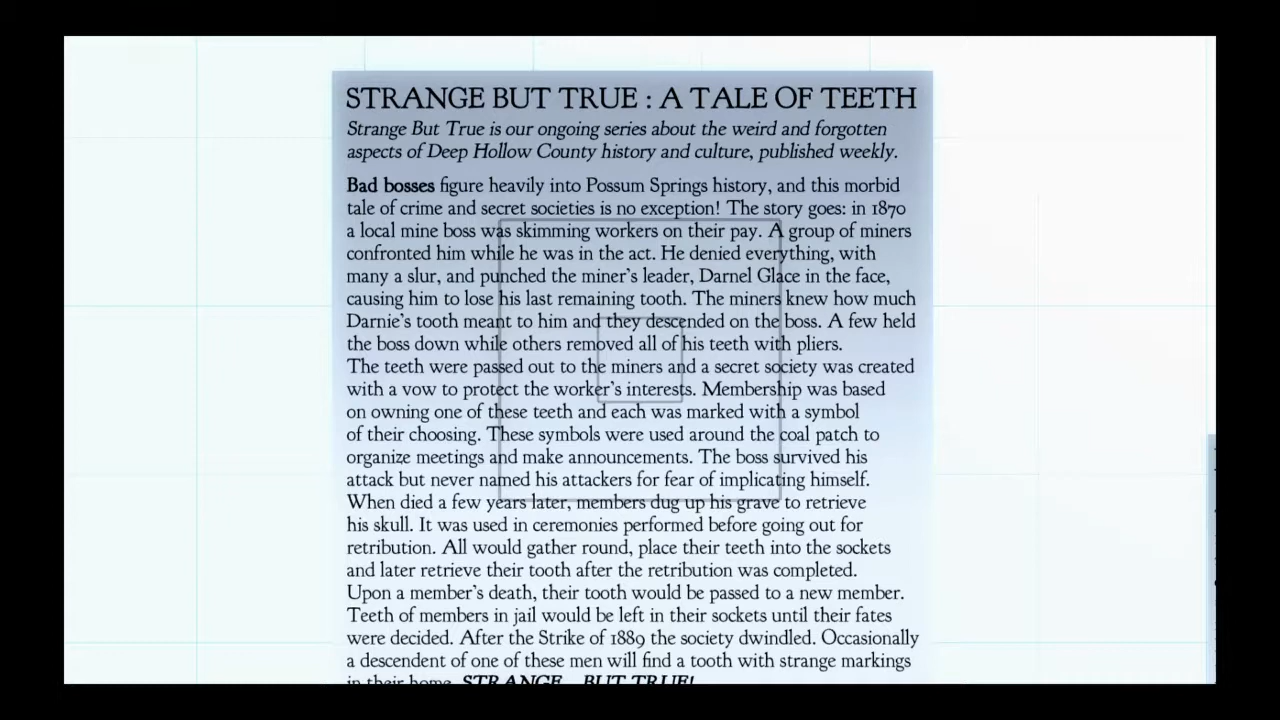 STRANGE BUT TRUE : A TALE OF TEETH
Strange But True is our ongoing series about the weird and forgotten
aspects of Deep Hollow County history and culture, published weekly.
Bad bosses figure heavily into Possum Springs history, and this morbid
tale of crime and secret societies is no exception! The story goes: in 1870
a local mine boss was skimming workers on their pay. A group of miners
confronted him while he was in the act. He denied everything, with
many a slur, and punched the miner's leader, Darnel Glace in the face,
causing him to lose his last remaining tooth. The miners knew how much
Darnie's tooth meant to him and they descended on the boss. A few held
the boss down while others removed all of his teeth with pliers.
The teeth were passed out to the miners and a secret society was created
with a vow to protect the worker's interests. Membership was based
on owning one of these teeth and each was marked with a symbol
of their choosing. These symbols were used around the coal patch to
organize meetings and make announcements. The boss survived his
attack but never named his attackers for fear of implicating himself.
When died a few years later, members dug up his grave to retrieve
his skull. It was used in ceremonies performed before going out for
retribution. All would gather round, place their teeth into the sockets
and later retrieve their tooth after the retribution was completed.
Upon a member's death, their tooth would be passed to a new member.
Teeth of members in jail would be left in their sockets until their fates
were decided. After the Strike of 1889 the society dwindled. Occasionally
a descendent of one of these men will find a tooth with strange markings
in their home. STRANGE... BUT TRUE!